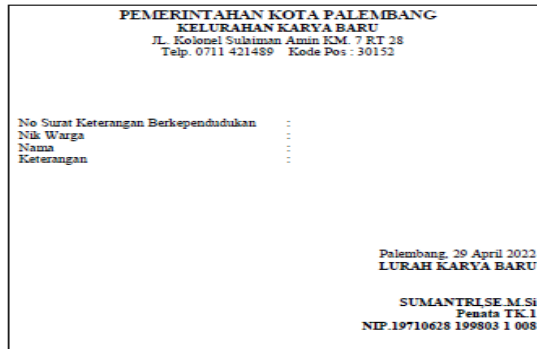 PEMERINTAHAN KOTA PALEMBANG
KELURAHAN KARYA BARU
JL. Kolonel Sulaiman Amin KM. 7 RT 28
Telp. 0711 421489 Kode Pos : 30152
No Surat Keterangan Berkependudukan :
Nik Warga :
Nama :
Keterangan :
Palembang, 29 April 2022
LURAH KARYA BARU
SUMANTRI,SE.M.Si
Penata TK.1
NIP.19710628 199803 1 008